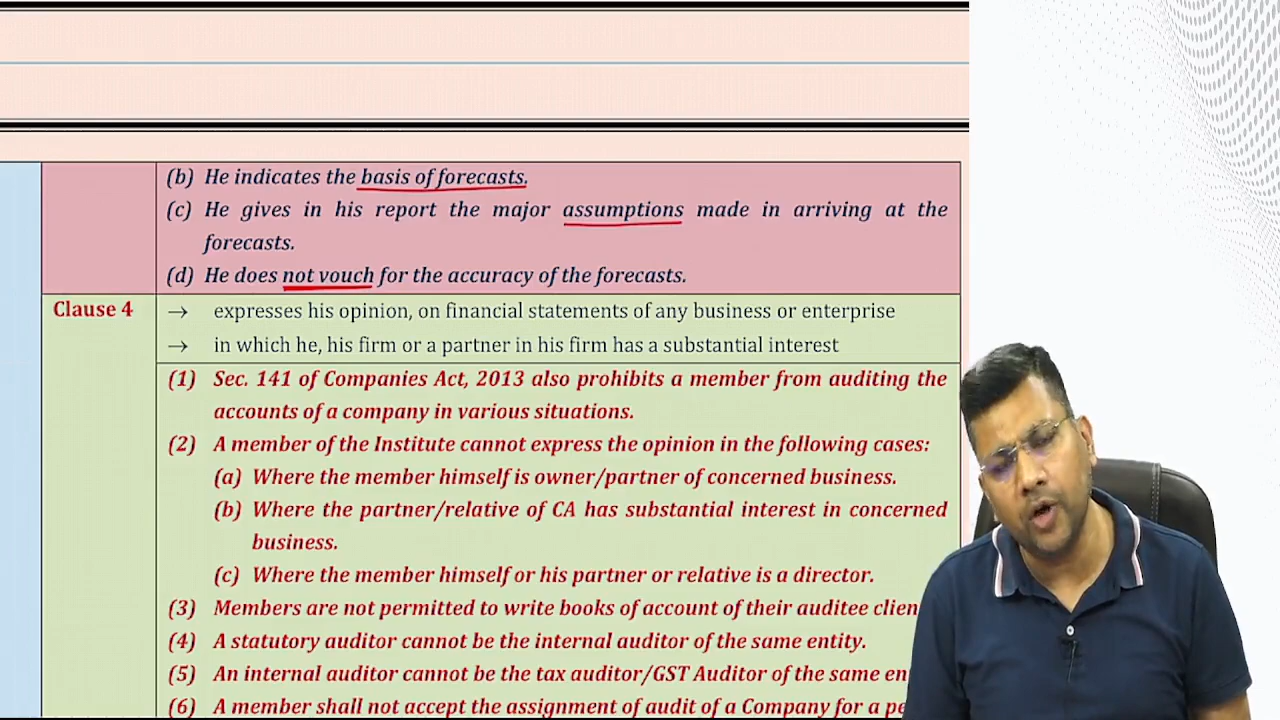 (b) He indicates the basis of forecasts.
(c) He gives in his report the major assumptions made in arriving at the
forecasts.
(d) He does not vouch for the accuracy of the forecasts.
Clause 4
→ expresses his opinion, on financial statements of any business or enterprise
→ in which he, his firm or a partner in his firm has a substantial interest
(1) Sec. 141 of Companies Act, 2013 also prohibits a member from auditing the
accounts of a company in various situations.
(2) A member of the Institute cannot express the opinion in the following cases:
(a) Where the member himself is owner/partner of concerned business.
(b) Where the partner/relative of CA has substantial interest in concerned
business.
(c) Where the member himself or his partner or relative is a director.
(3) Members are not permitted to write books of account of their auditee
(4) A statutory auditor cannot be the internal auditor of the same entity.
(5) An internal auditor cannot be the tax auditor/GST Auditor of the same
(6) A member shall not accept the assignment of audit of a Company for a